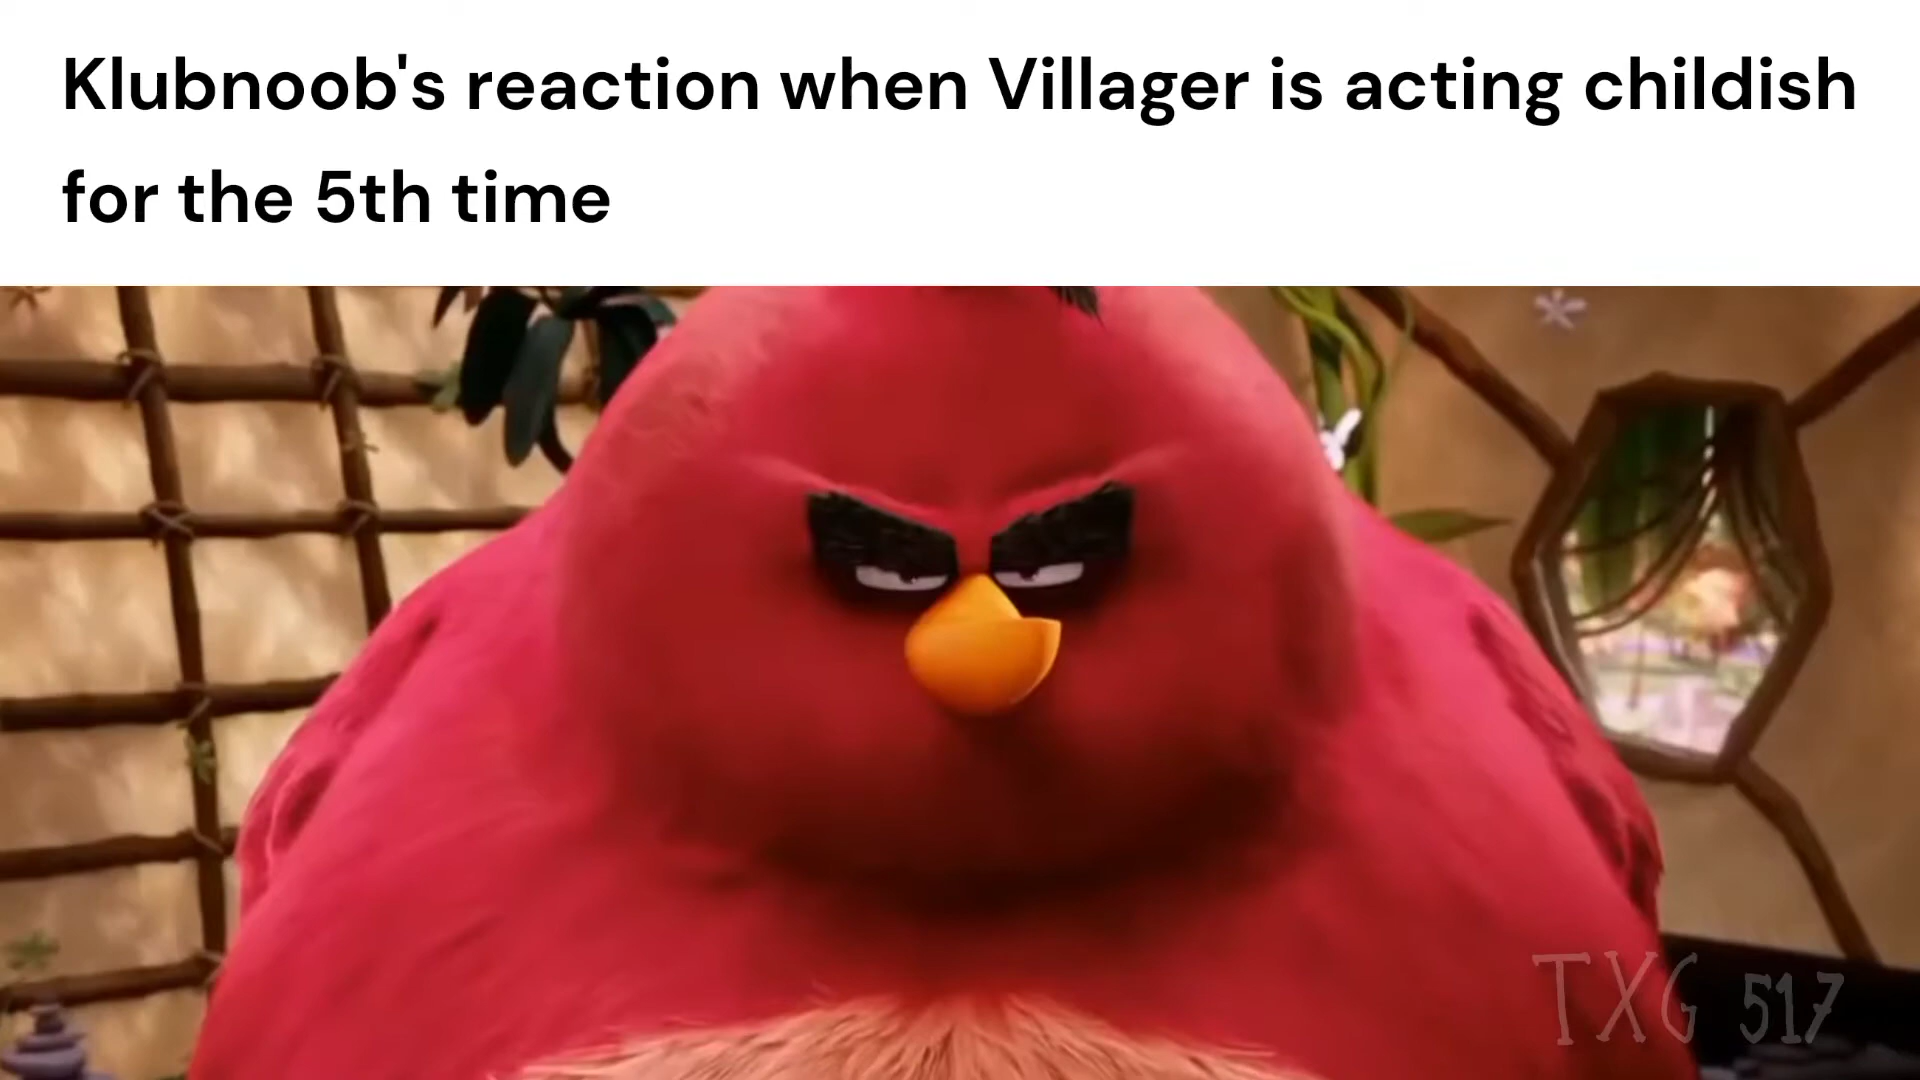 Klubnoob's reaction when Villager is acting childish
for the 5th time
TXG 517